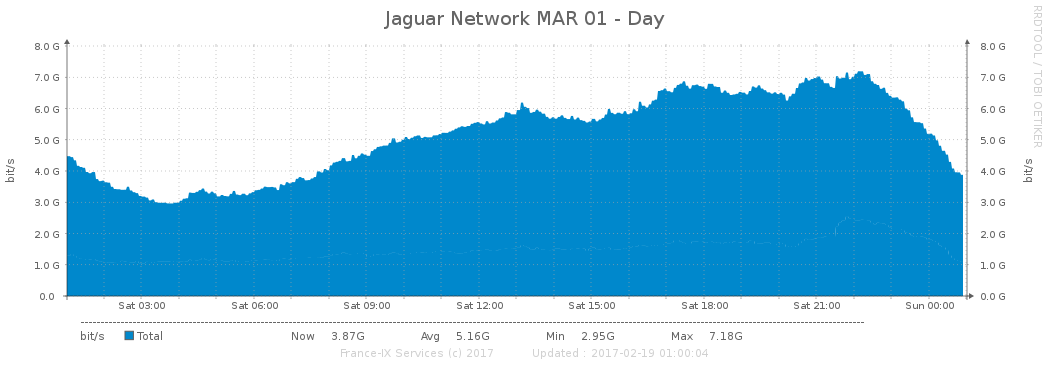 Jaguar Network MAR 01 - Day
RRDTOOL / TOBI OETIKER
8.0 G 8.0 G
7.0 G 7.0 G
6.0 G 6.0 G
5.0 G 5.0 G
4.0 G 4.0 G
3.0 G 3.0 G
2.0 G 2.0 G
1.0 G 1.0 G
0.0 0.0 G
bit/s
bit/s
Sat 03:00 Sat 06:00 Sat 09:00 Sat 12:00 Sat 15:00 Sat 18:00 Sat 21:00 Sun 00:00
bit/s Total Now 3.87G Avg 5.16G Min 2.95G Max 7.18G
France-IX Services (c) 2017 Updated : 2017-02-19 01:00:04